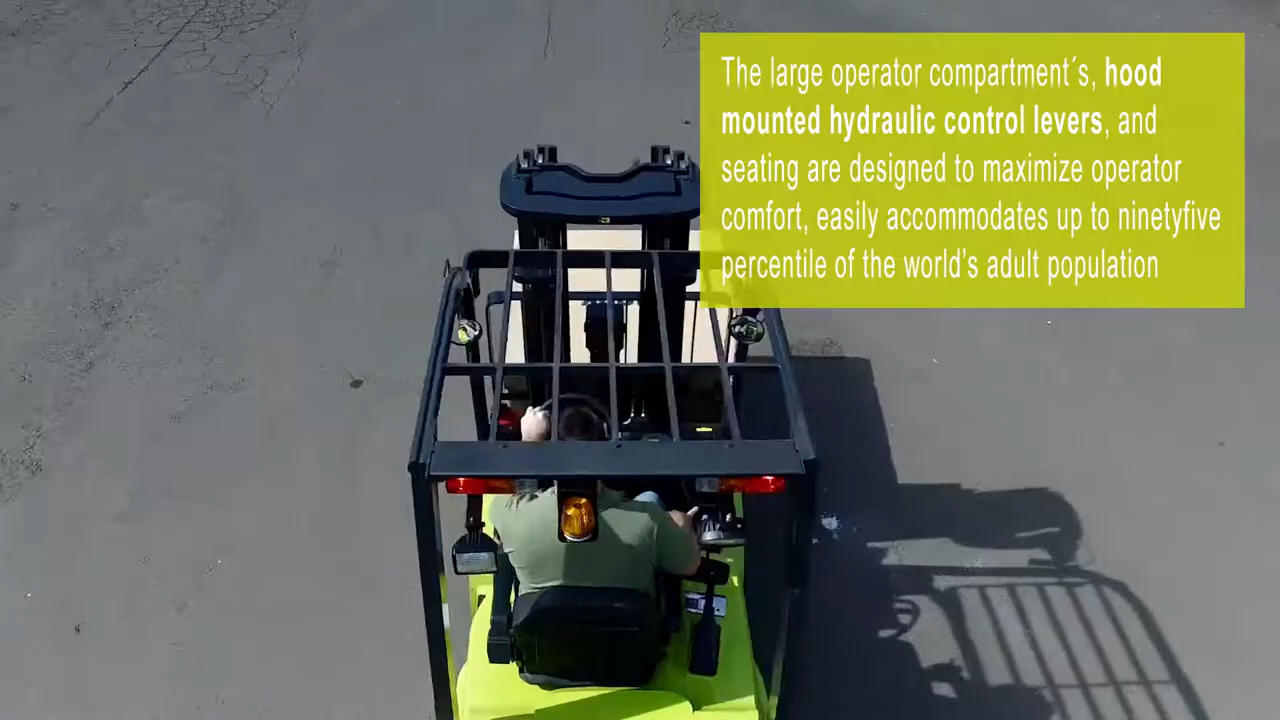 The large operator compartment´s, hood
mounted hydraulic control levers, and
seating are designed to maximize operator
comfort, easily accommodates up to ninetyfive
percentile of the world’s adult population